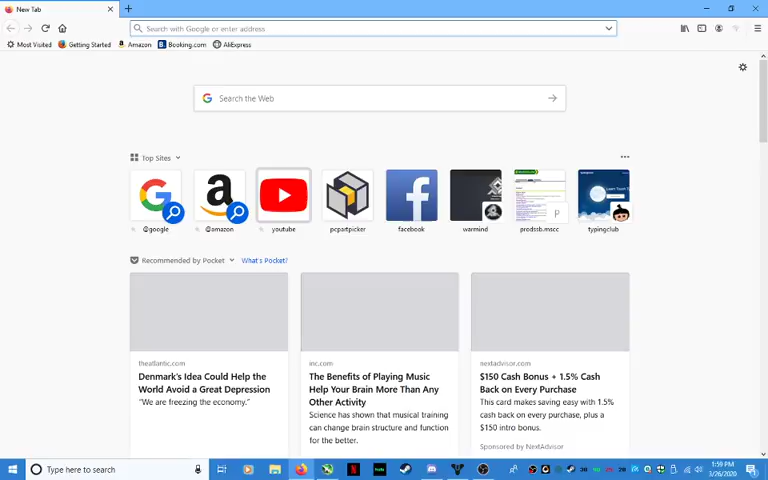 New Tab
Search with Google or enter address
Most Visited
Getting Started
Amazon
Booking.com
AliExpress
Search the Web
Top Sites
@google
@amazon
youtube
pcpartpicker
facebook
warmind
prodssb.mscc
typingclub
Recommended by Pocket
What's Pocket?
theatlantic.com
Denmark's Idea Could Help the
World Avoid a Great Depression
“We are freezing the economy.”
inc.com
The Benefits of Playing Music
Help Your Brain More Than Any
Other Activity
Science has shown that musical training
can change brain structure and function
for the better.
nextadvisor.com
$150 Cash Bonus + 1.5% Cash
Back on Every Purchase
This card makes saving easy with 1.5%
cash back on every purchase, plus a
$150 intro bonus.
Sponsored by NextAdvisor
Type here to search
1:59 PM
3/26/2020